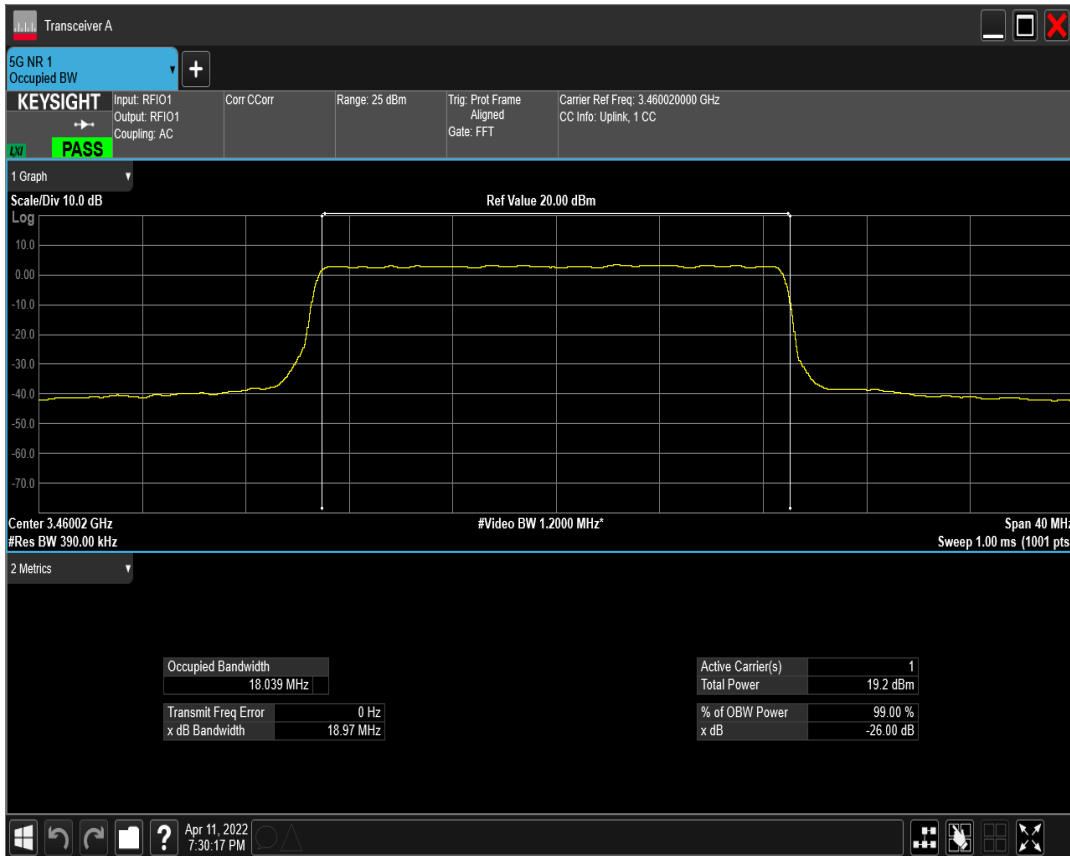 Transceiver A
5G NR 1
Occupied BW
KEYSIGHT
LXI
PASS
Input: RFIO1
Output: RFIO1
Coupling: AC
Corr CCorr
Range: 25 dBm
Trig: Prot Frame
Aligned
Gate: FFT
Carrier Ref Freq: 3.460020000 GHz
CC Info: Uplink, 1 CC
1 Graph
Scale/Div 10.0 dB
Ref Value 20.00 dBm
Log
10.0
0.00
-10.0
-20.0
-30.0
-40.0
-50.0
-60.0
-70.0
Center 3.46002 GHz
#Video BW 1.2000 MHz*
Span 40 MHz
#Res BW 390.00 kHz
Sweep 1.00 ms (1001 pts
2 Metrics
Occupied Bandwidth
18.039 MHz
Transmit Freq Error 0 Hz
x dB Bandwidth 18.97 MHz
Active Carrier(s) 1
Total Power 19.2 dBm
% of OBW Power 99.00 %
x dB -26.00 dB
?
Apr 11, 2022
7:30:17 PM